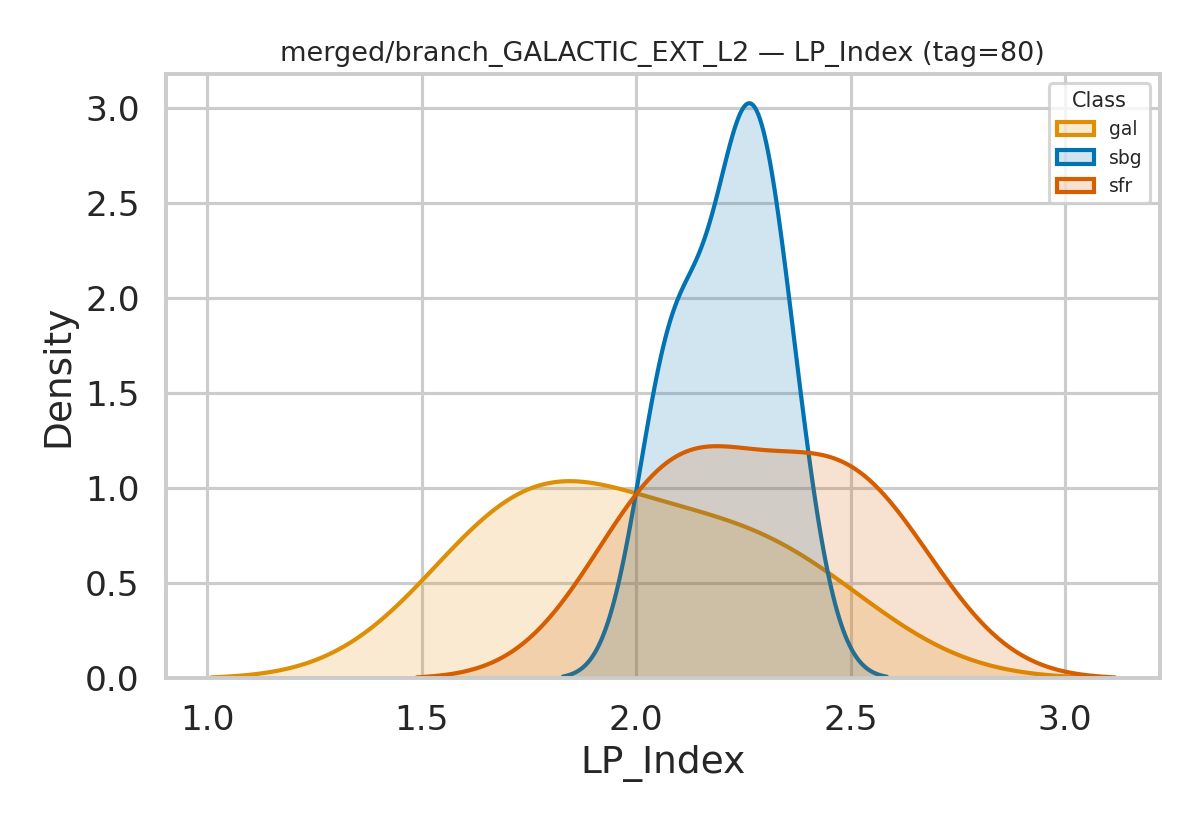 merged/branch_GALACTIC_EXT_L2 — LP_Index (tag=80)
Class
gal
sbg
sfr
3.0
2.5
2.0
1.5
1.0
0.5
0.0
Density
1.0 1.5 2.0 2.5 3.0
LP_Index